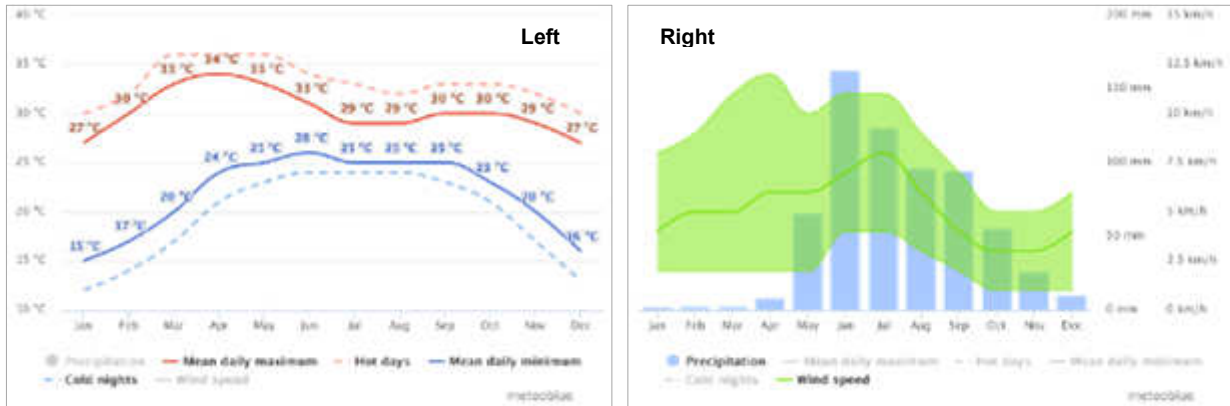 Left
40 °C
35 °C
30 °C
25 °C
20 °C
15 °C
10 °C
27 °C
30 °C
33 °C
34 °C
33 °C
33 °C
29 °C
29 °C
30 °C
30 °C
29 °C
27 °C
15 °C
17 °C
20 °C
24 °C
25 °C
28 °C
25 °C
25 °C
25 °C
23 °C
20 °C
16 °C
Jan Feb Mar Apr May Jun Jul Aug Sep Oct Nov Dec
Precipitation Mean daily maximum Hot days Mean daily minimum
Cold nights Wind speed
meteoblue
Right
200 mm 15 km/h
12.5 km/h
150 mm
10 km/h
100 mm 7.5 km/h
5 km/h
50 mm
2.5 km/h
0 mm 0 km/h
Jan Feb Mar Apr May Jun Jul Aug Sep Oct Nov Dec
Precipitation Mean daily maximum Hot days Mean daily minimum
Cold nights Wind speed
meteoblue